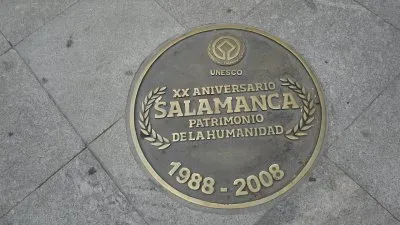 UNESCO
XX ANIVERSARIO
SALAMANCA
PATRIMONIO
DE LA HUMANIDAD
1988 - 2008